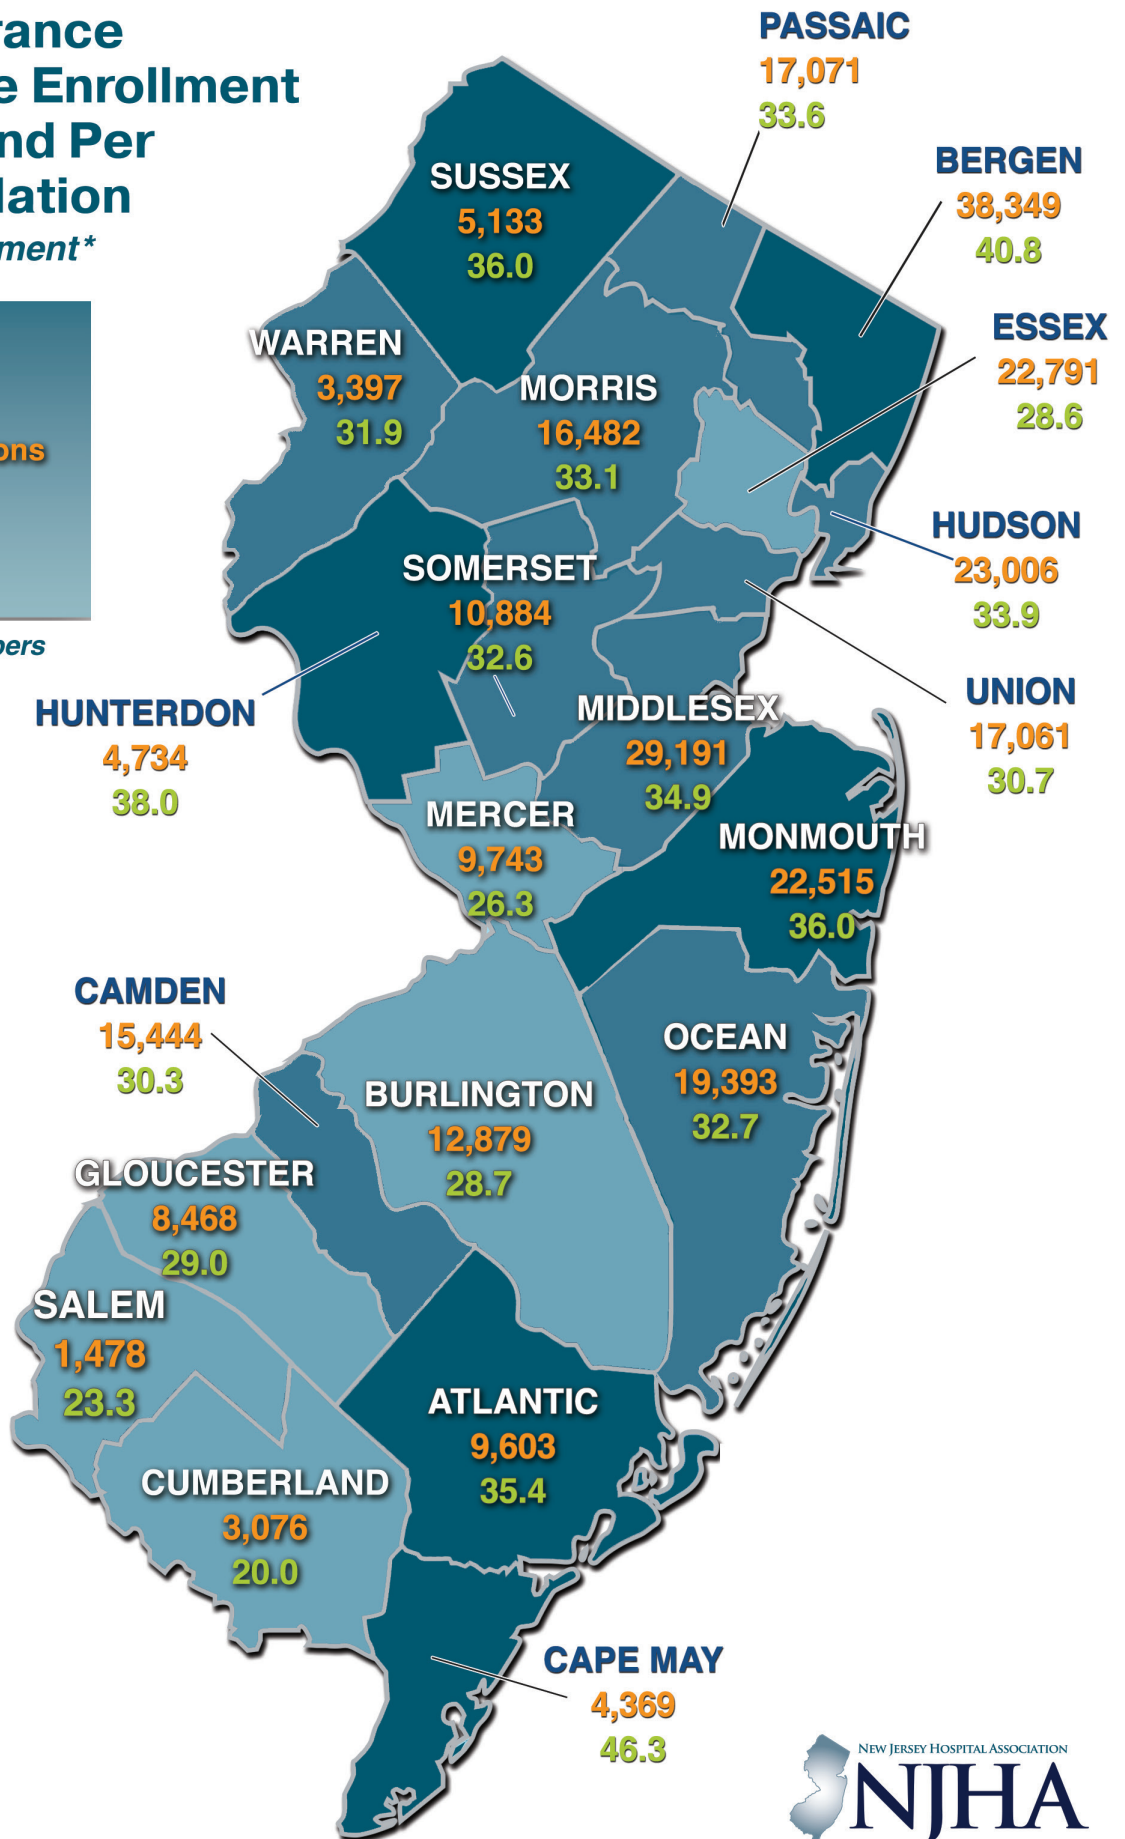 rance
e Enrollment
nd Per
lation
ment*
ons
bers
PASSAIC
17,071
33.6
BERGEN
38,349
40.8
SUSSEX
5,133
36.0
ESSEX
22,791
28.6
WARREN
3,397
31.9
MORRIS
16,482
33.1
HUDSON
23,006
33.9
SOMERSET
10,884
32.6
UNION
17,061
30.7
HUNTERDON
4,734
38.0
MIDDLESEX
29,191
34.9
MERCER
9,743
26.3
MONMOUTH
22,515
36.0
CAMDEN
15,444
30.3
OCEAN
19,393
32.7
BURLINGTON
12,879
28.7
GLOUCESTER
8,468
29.0
SALEM
1,478
23.3
ATLANTIC
9,603
35.4
CUMBERLAND
3,076
20.0
CAPE MAY
4,369
46.3
NEW JERSEY HOSPITAL ASSOCIATION
NJHA